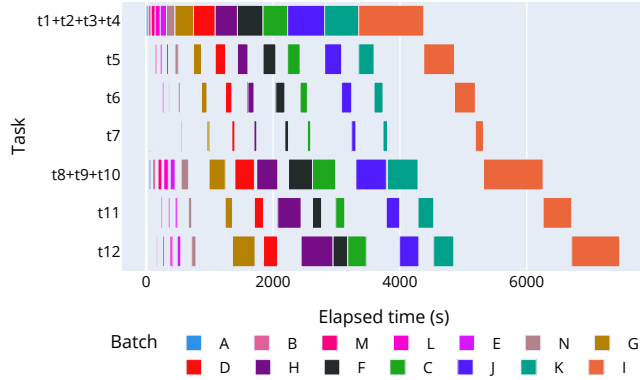 Task
t1+t2+t3+t4
t5
t6
t7
t8+t9+t10
t11
t12
0 2000 4000 6000
Elapsed time (s)
Batch A B M L E N G
D H F C J K I